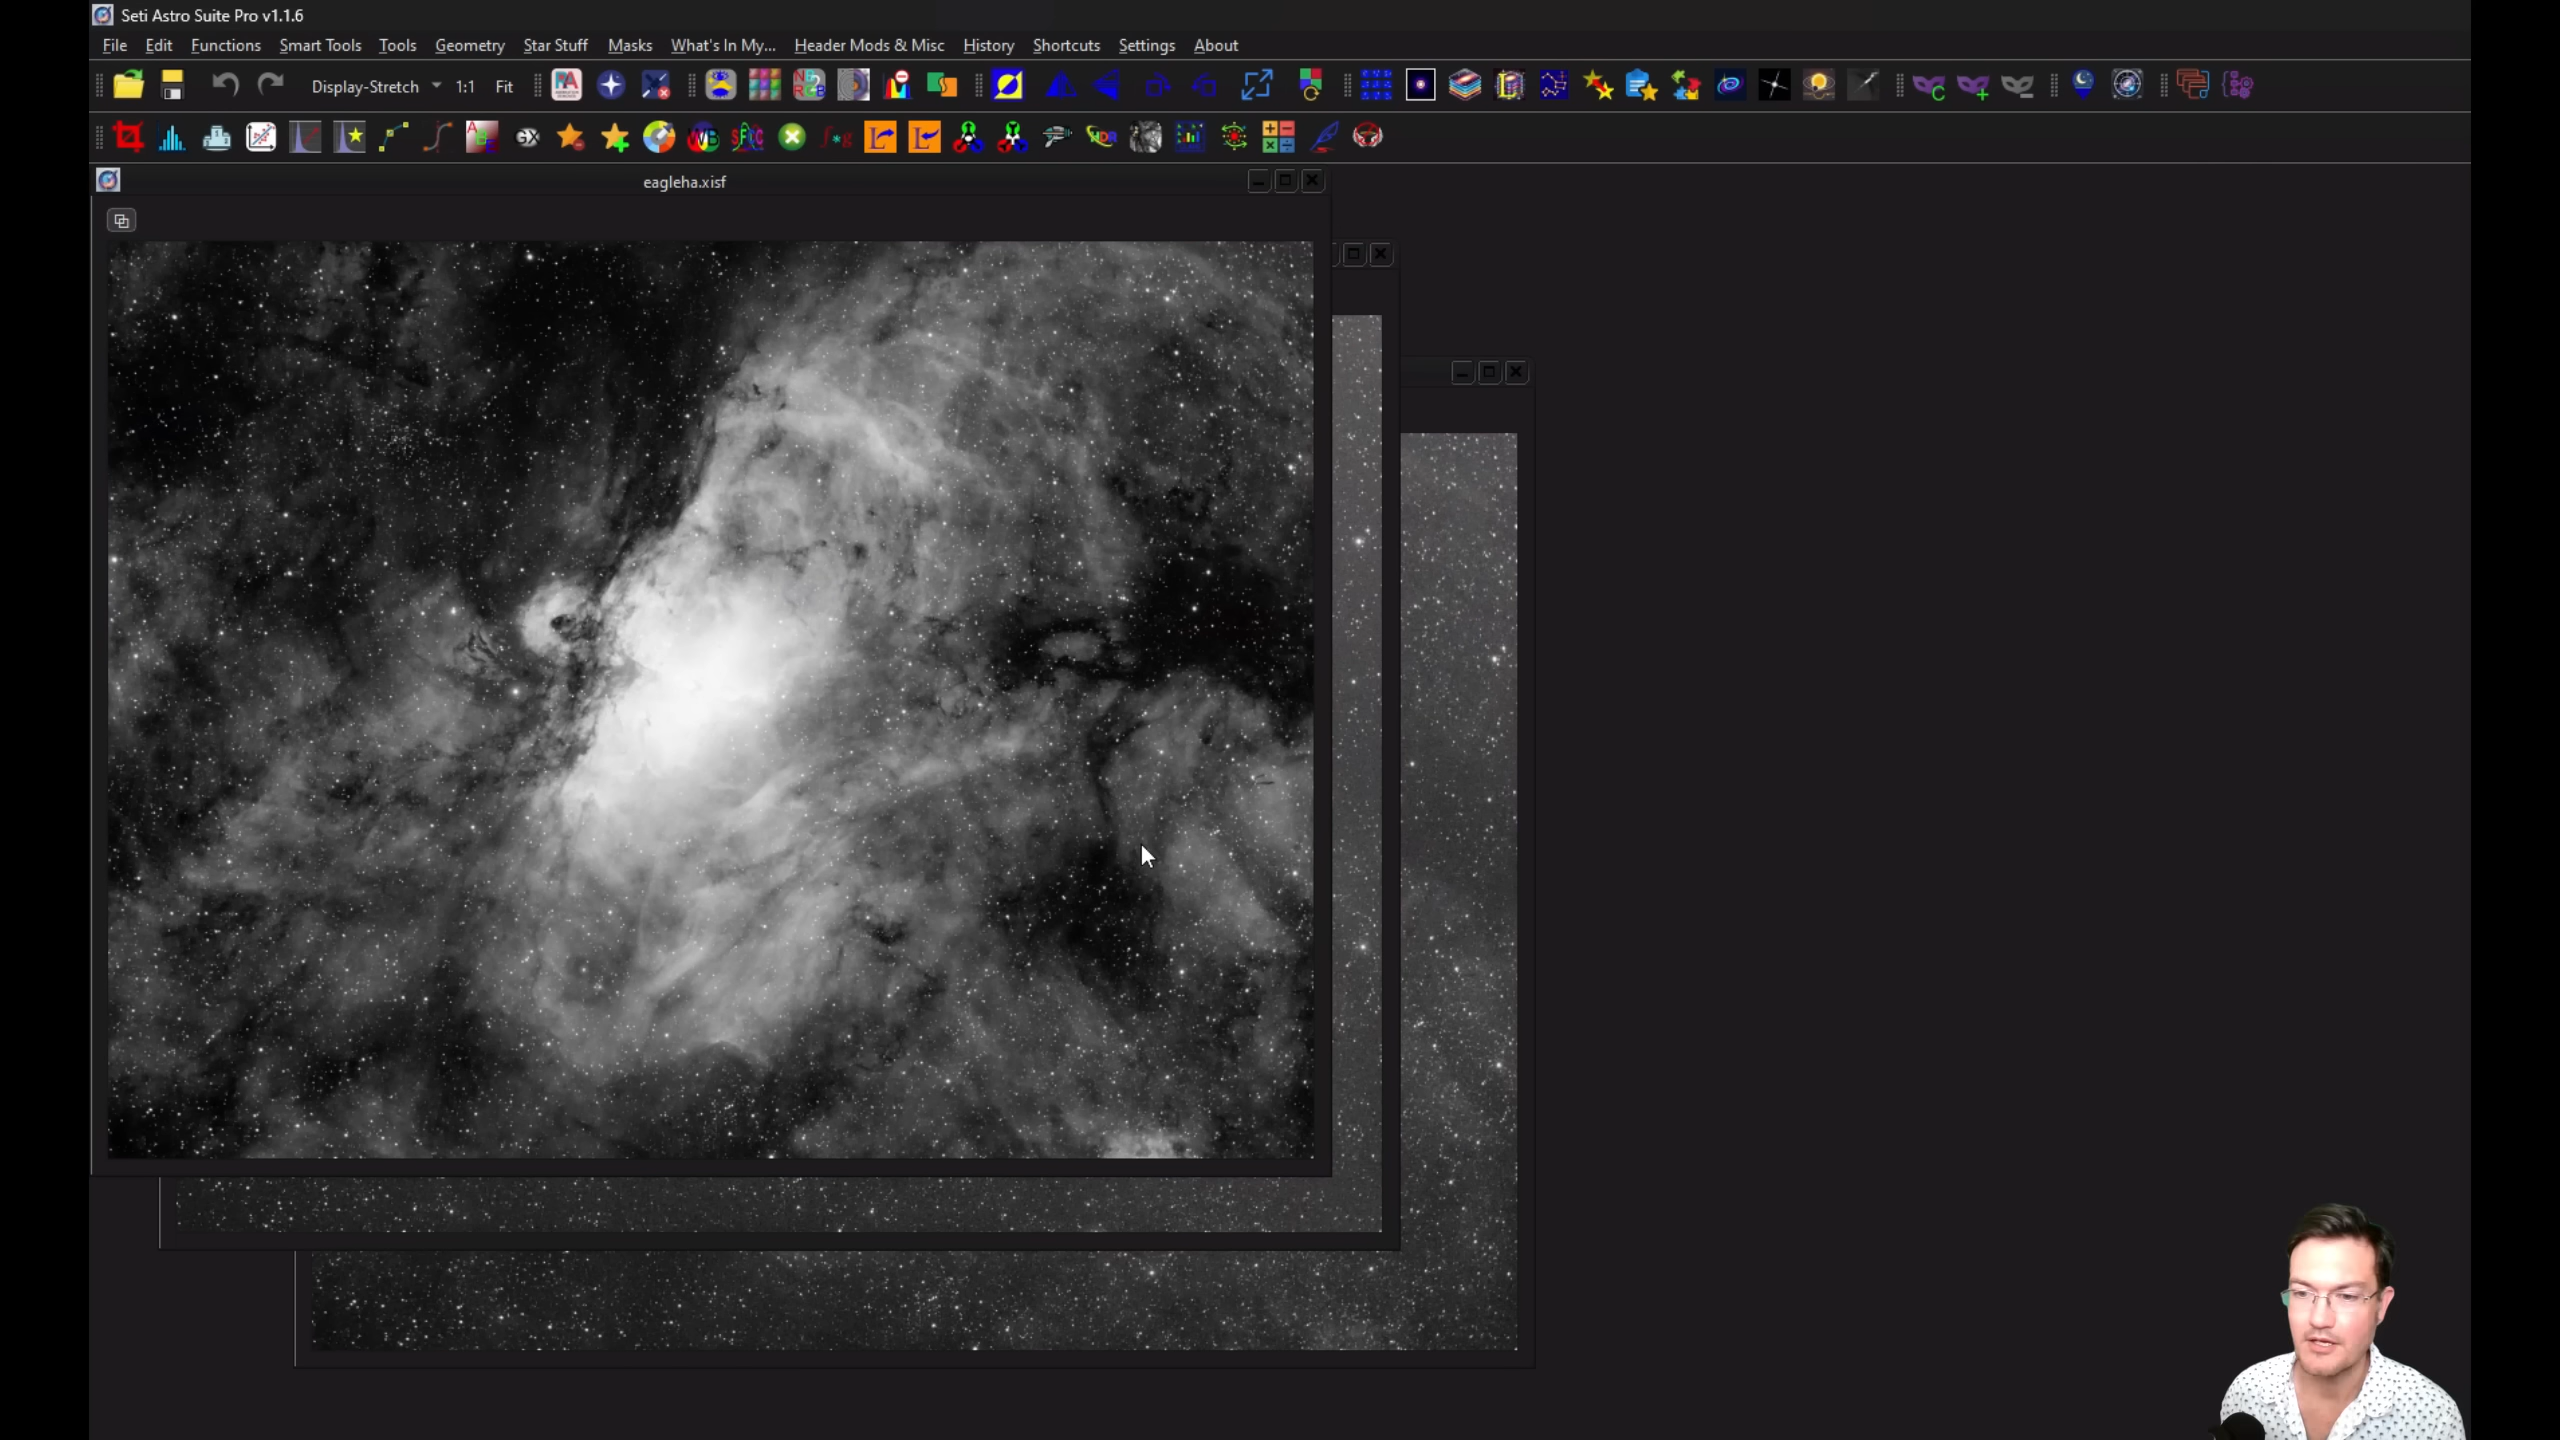 Seti Astro Suite Pro v1.1.6
File Edit Functions Smart Tools Tools Geometry Star Stuff Masks What's In My... Header Mods & Misc History Shortcuts Settings About
Display-Stretch 1:1 Fit
eagleha.xisf